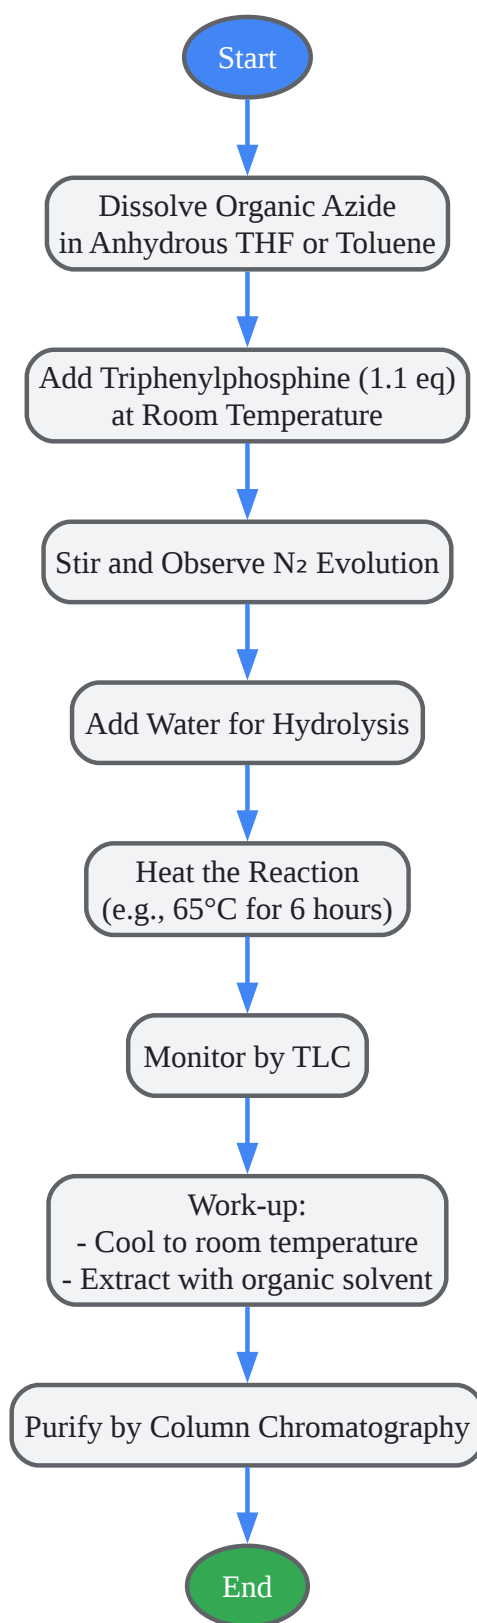 Start
Dissolve Organic Azide
in Anhydrous THF or Toluene
Add Triphenylphosphine (1.1 eq)
at Room Temperature
Stir and Observe N₂ Evolution
Add Water for Hydrolysis
Heat the Reaction
(e.g., 65°C for 6 hours)
Monitor by TLC
Work-up:
- Cool to room temperature
- Extract with organic solvent
Purify by Column Chromatography
End